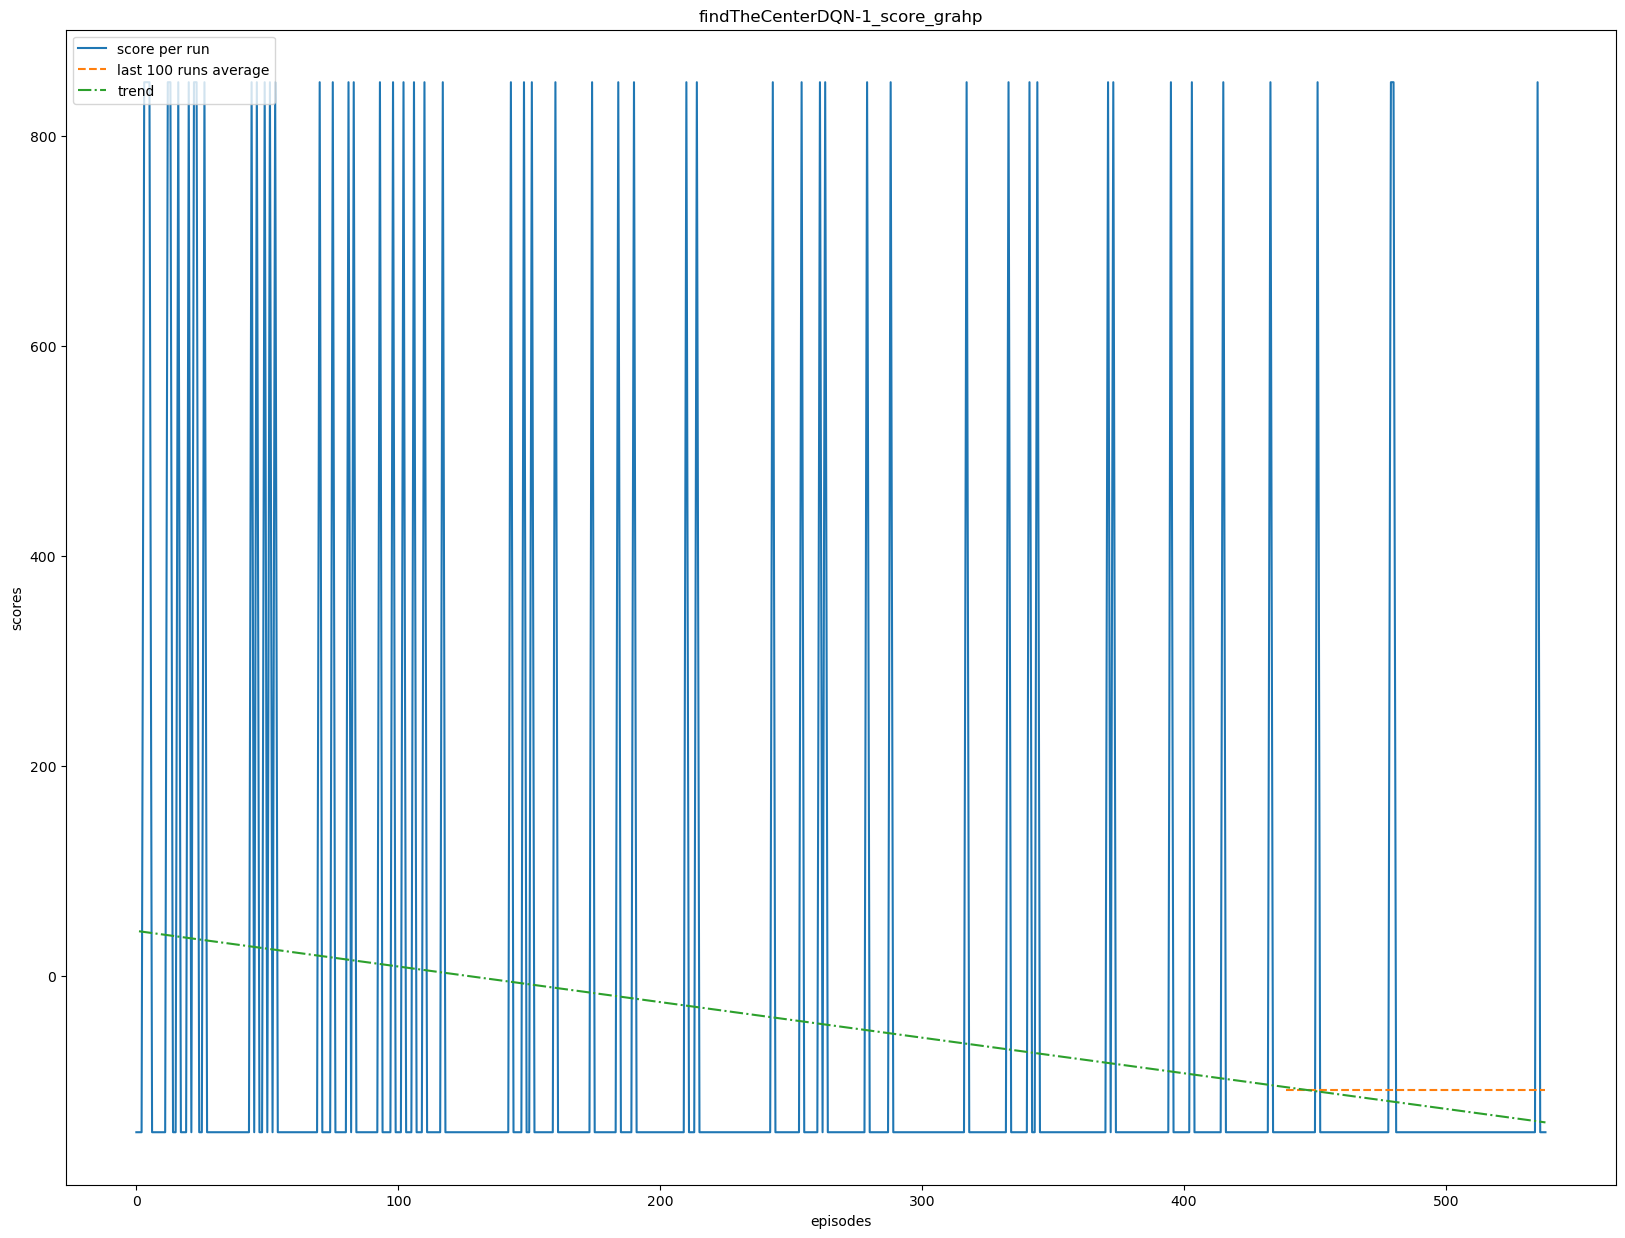 findTheCenterDQN-1_score_grahp
score per run
last 100 runs average
trend
800
600
400
200
0
scores
0 100 200 300 400 500
episodes